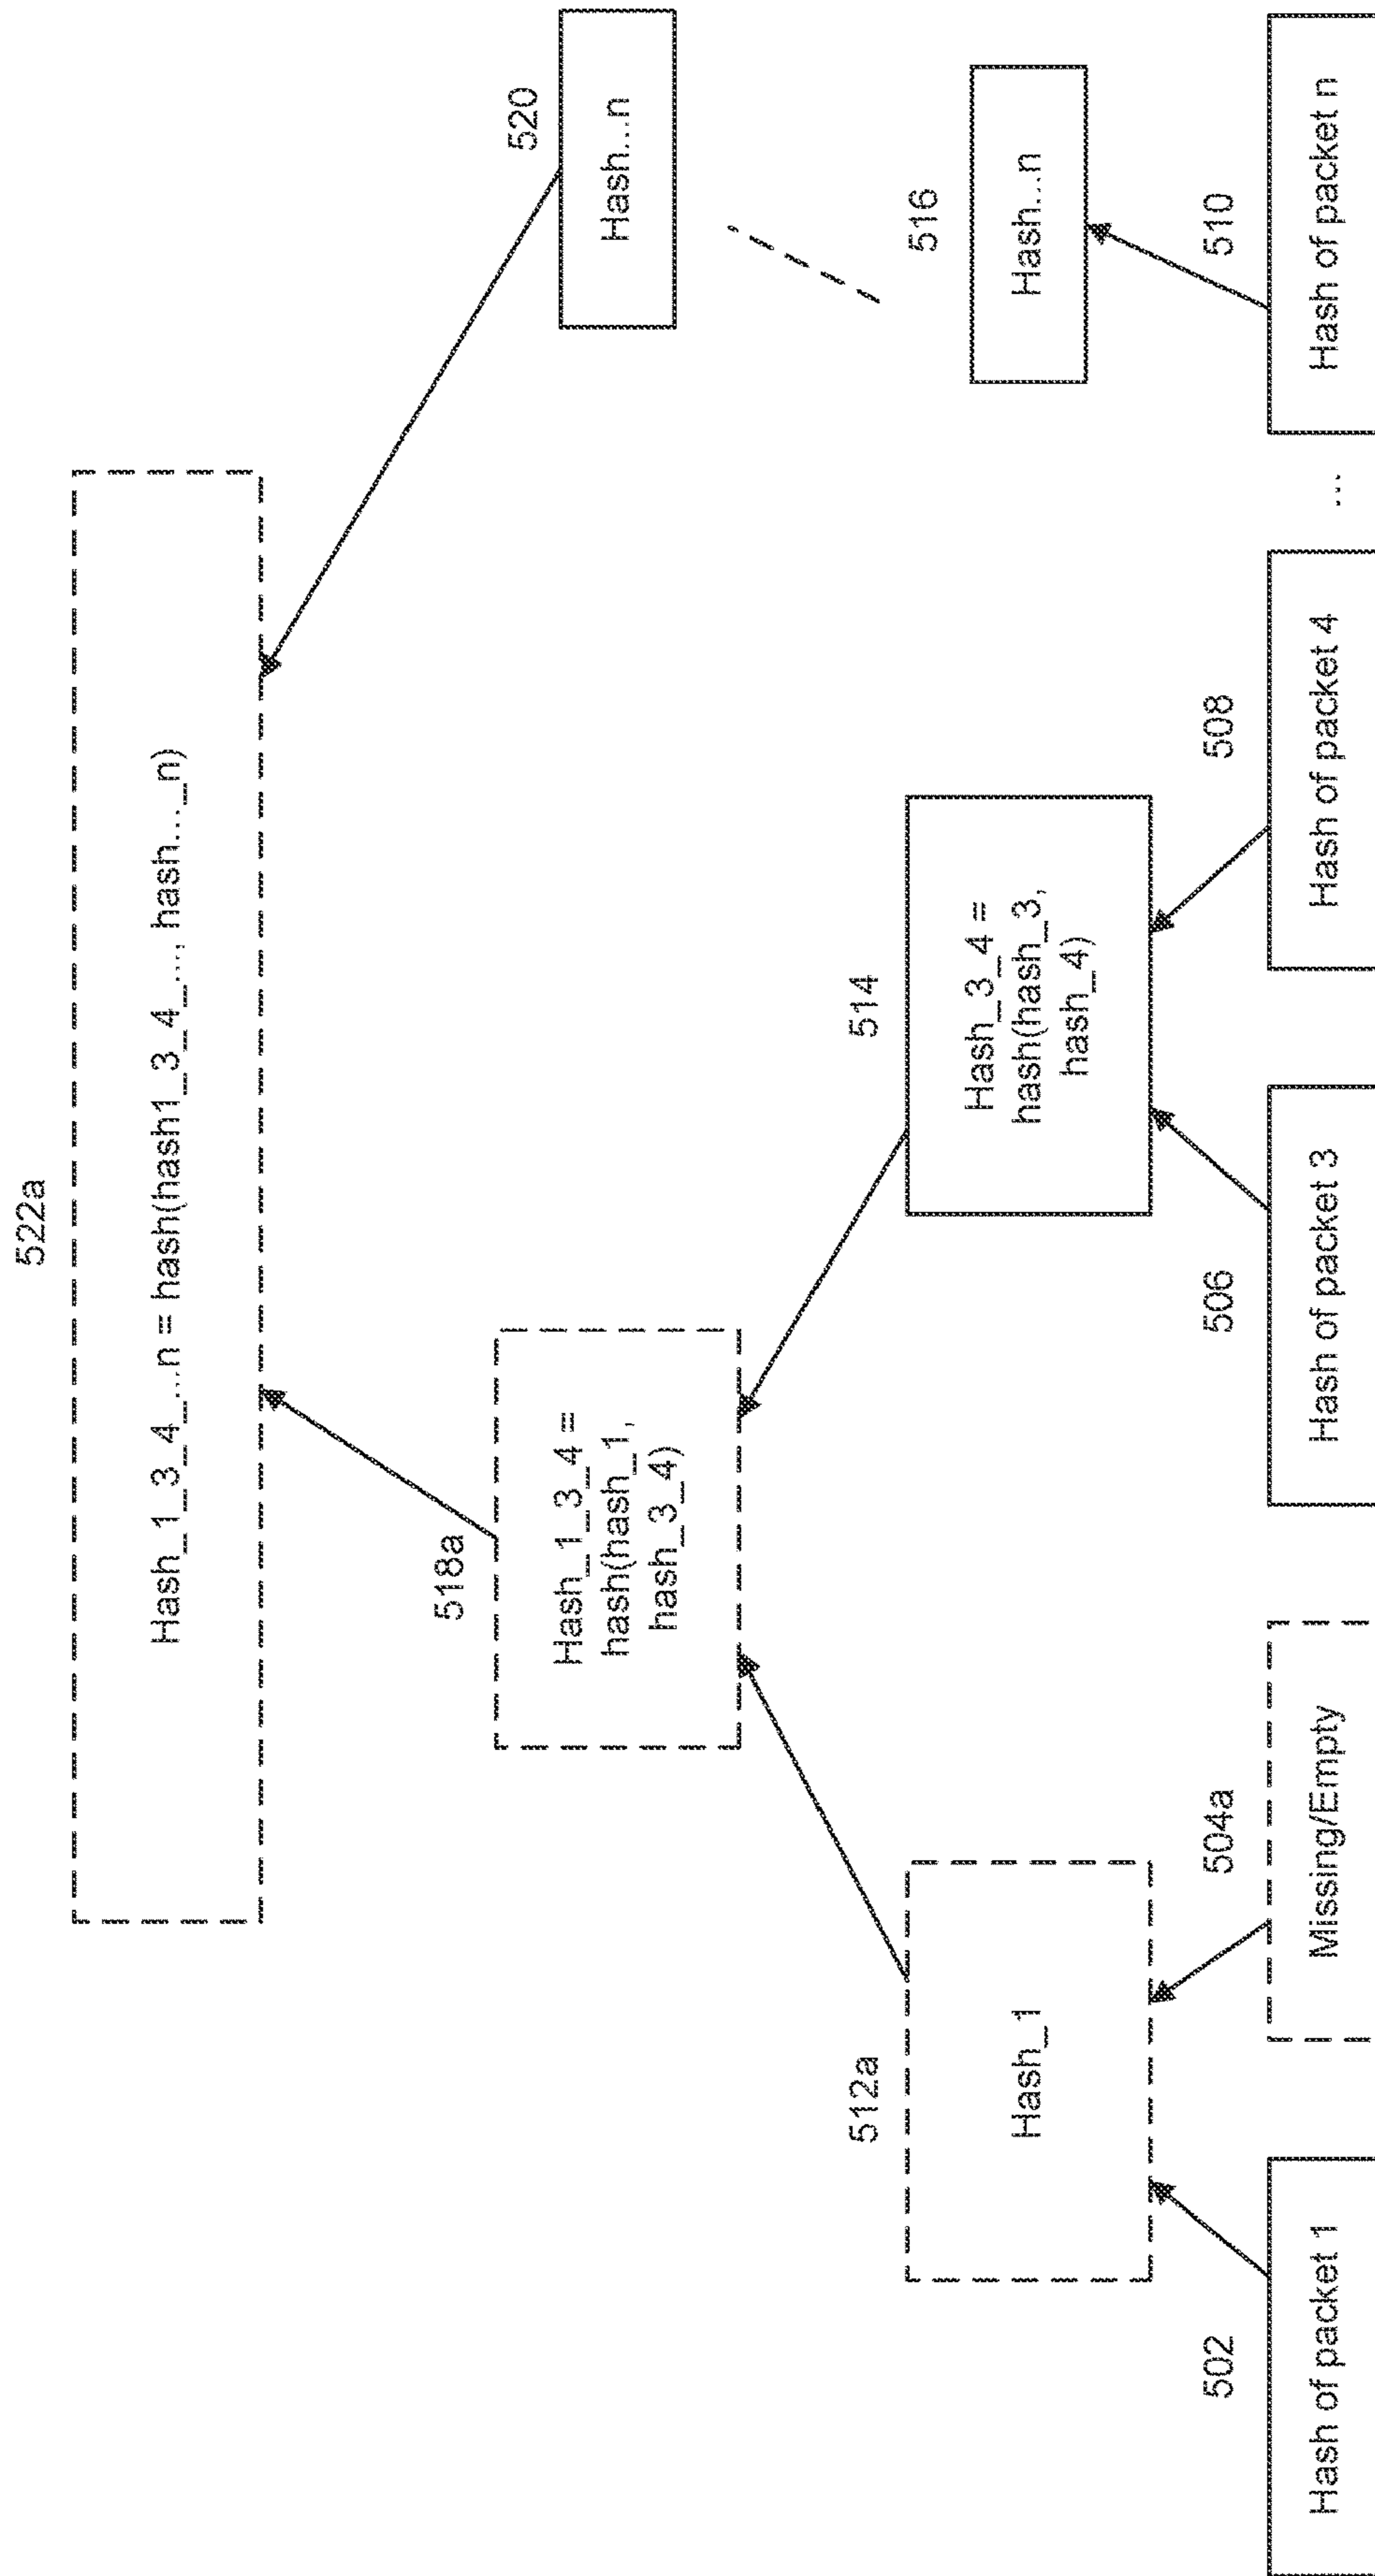 522a
Hash_1_3_4_...n = hash(hash1_3_4_..., hash..._n)
518a
Hash_1_3_4 =
hash(hash_1,
hash_3_4)
520
Hash...n
512a
Hash_1
514
Hash_3_4 =
hash(hash_3,
hash_4)
516
Hash...n
502
Hash of packet 1
504a
Missing/Empty
506
Hash of packet 3
508
Hash of packet 4
...
510
Hash of packet n